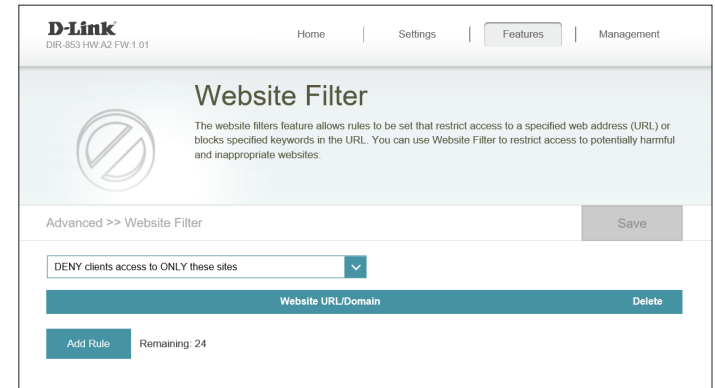 D-Link
DIR-853 HW:A2 FW:1.01
Home
Settings
Features
Management
Website Filter
The website filters feature allows rules to be set that restrict access to a specified web address (URL) or
blocks specified keywords in the URL. You can use Website Filter to restrict access to potentially harmful
and inappropriate websites.
Advanced >> Website Filter
Save
DENY clients access to ONLY these sites
Website URL/Domain
Delete
Add Rule
Remaining: 24